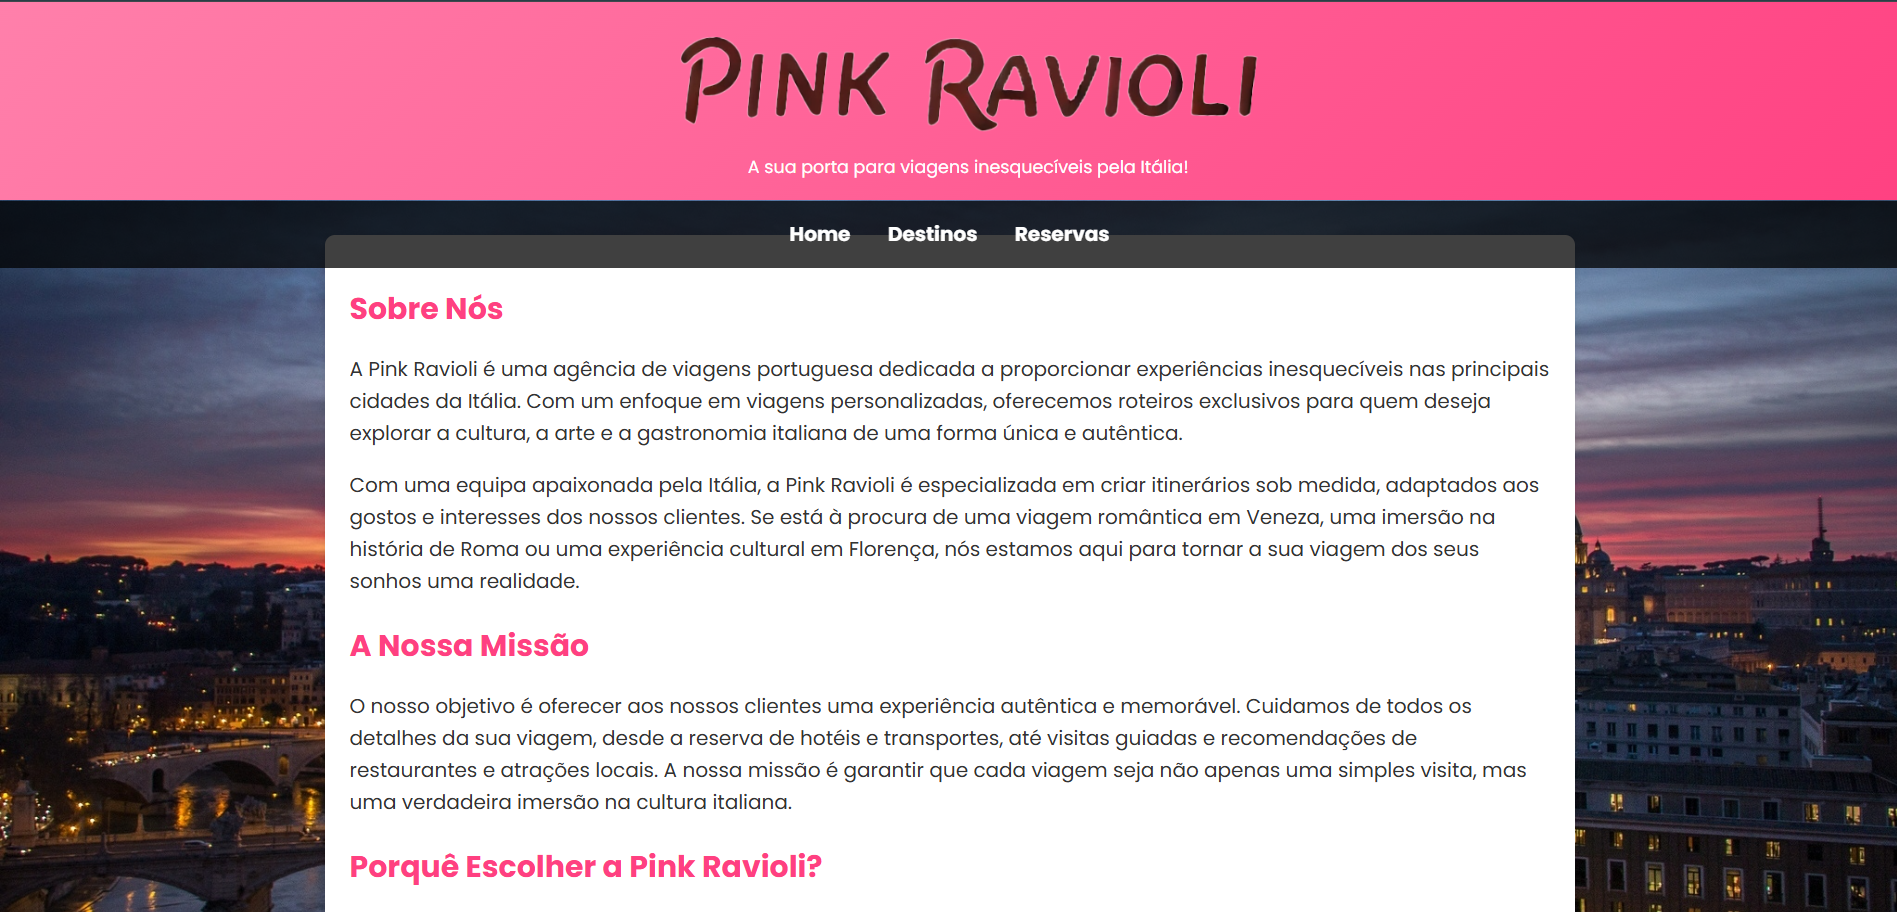 PINK RAVIOLI
A sua porta para viagens inesquecíveis pela Itália!
Home Destinos Reservas
Sobre Nós
A Pink Ravioli é uma agência de viagens portuguesa dedicada a proporcionar experiências inesquecíveis nas principais
cidades da Itália. Com um enfoque em viagens personalizadas, oferecemos roteiros exclusivos para quem deseja
explorar a cultura, a arte e a gastronomia italiana de uma forma única e autêntica.
Com uma equipa apaixonada pela Itália, a Pink Ravioli é especializada em criar itinerários sob medida, adaptados aos
gostos e interesses dos nossos clientes. Se está à procura de uma viagem romântica em Veneza, uma imersão na
história de Roma ou uma experiência cultural em Florença, nós estamos aqui para tornar a sua viagem dos seus
sonhos uma realidade.
A Nossa Missão
O nosso objetivo é oferecer aos nossos clientes uma experiência autêntica e memorável. Cuidamos de todos os
detalhes da sua viagem, desde a reserva de hotéis e transportes, até visitas guiadas e recomendações de
restaurantes e atrações locais. A nossa missão é garantir que cada viagem seja não apenas uma simples visita, mas
uma verdadeira imersão na cultura italiana.
Porquê Escolher a Pink Ravioli?